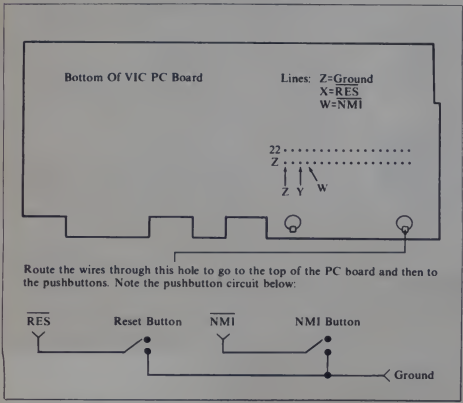 Bottom Of VIC PC Board
Lines: Z=Ground
X=RES
W=NMI
22
Z
Z Y W
Route the wires through this hole to go to the top of the PC board and then to
the pushbuttons. Note the pushbutton circuit below:
RES Reset Button NMI NMI Button
Ground